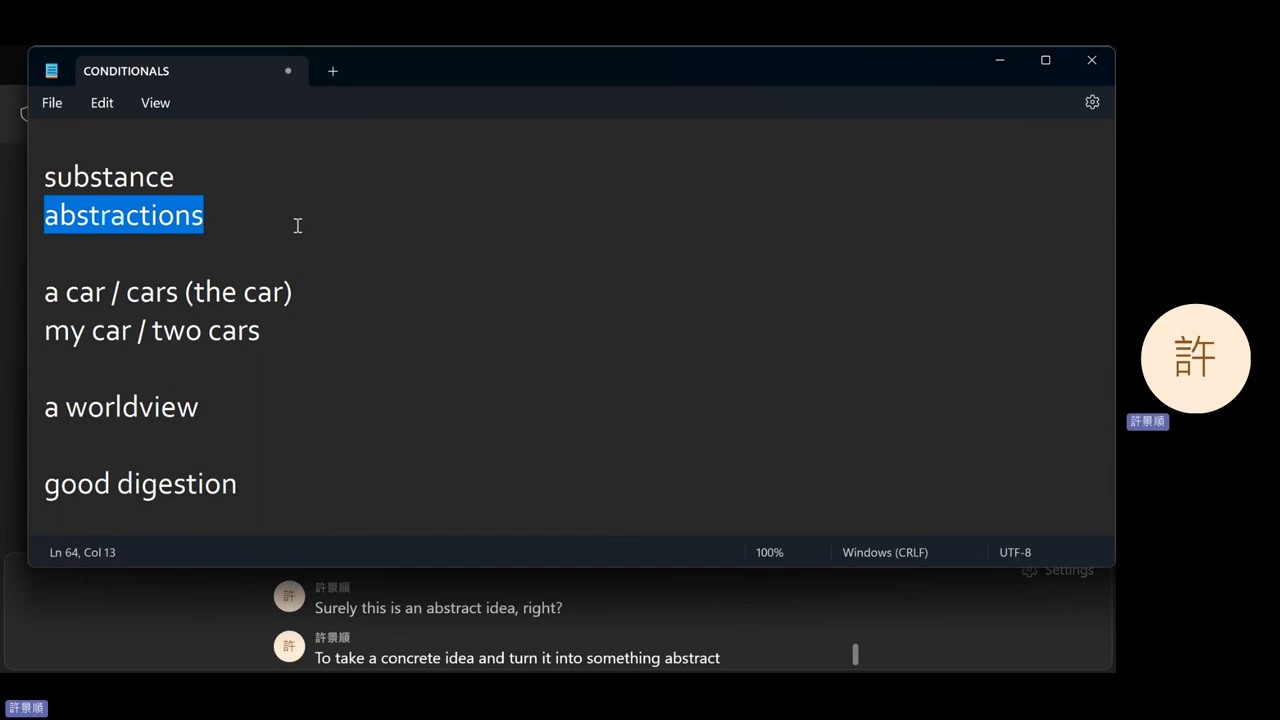 CONDITIONALS
File Edit View
substance
abstractions
a car / cars (the car)
my car / two cars
a worldview
good digestion
Ln 64, Col 13 100% Windows (CRLF) UTF-8
Settings
許
許景順
許
許景順
Surely this is an abstract idea, right?
許
許景順
To take a concrete idea and turn it into something abstract
許景順